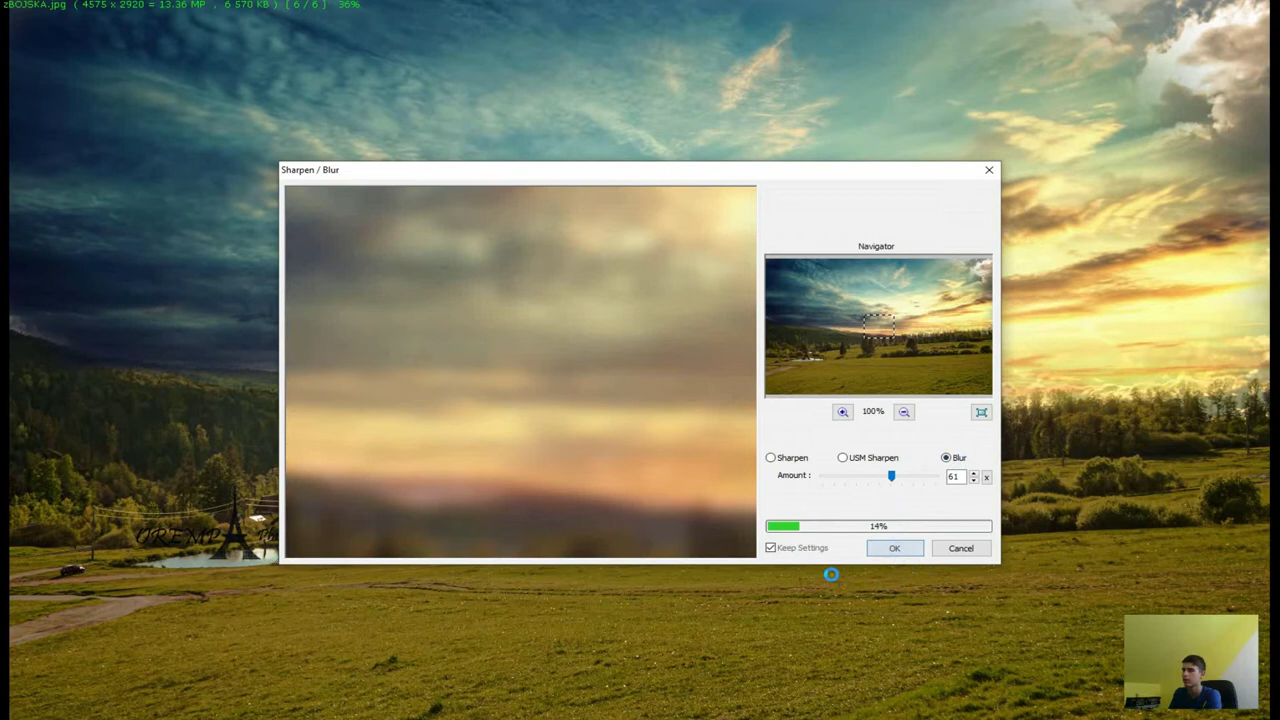 zBOJSKA.jpg ( 4575 x 2920 = 13.36 MP , 6 570 KB ) [ 6 / 6 ] 36%
Sharpen / Blur
Navigator
100%
Sharpen
USM Sharpen
Blur
Amount :
61
x
14%
Keep Settings
OK
Cancel